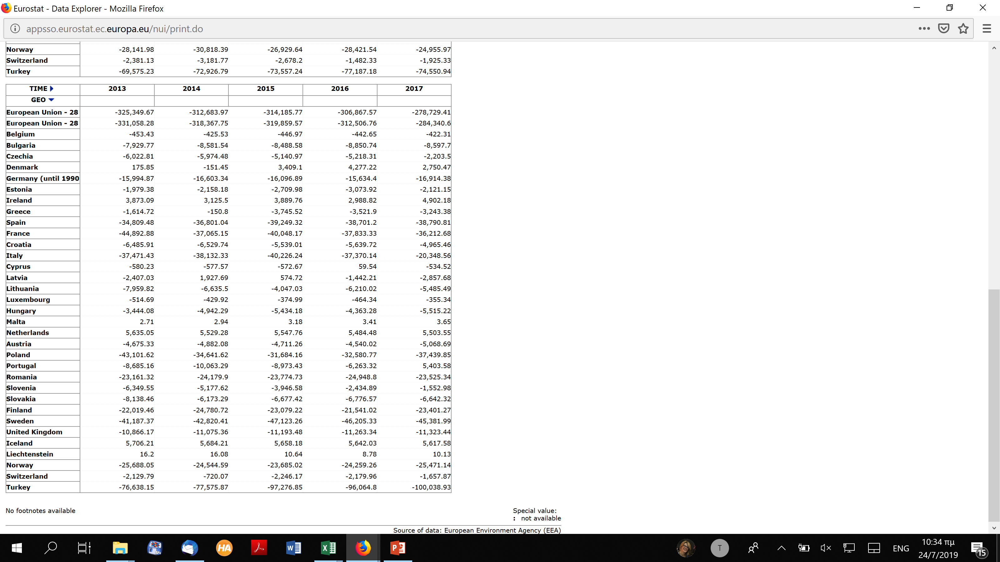 Eurostat - Data Explorer - Mozilla Firefox
appsso.eurostat.ec.europa.eu/nui/print.do
Norway -28,141.98 -30,818.39 -26,929.64 -28,421.54 -24,955.97
Switzerland -2,381.13 -3,181.77 -2,678.2 -1,482.33 -1,925.33
Turkey -69,575.23 -72,926.79 -73,557.24 -77,187.18 -74,550.94
TIME 2013 2014 2015 2016 2017
GEO
European Union - 28 -325,349.67 -312,683.97 -314,185.77 -306,867.57 -278,729.41
European Union - 28 -331,058.28 -318,367.75 -319,859.57 -312,506.76 -284,340.6
Belgium -453.43 -425.53 -446.97 -442.65 -422.31
Bulgaria -7,929.77 -8,581.54 -8,488.58 -8,850.74 -8,597.7
Czechia -6,022.81 -5,974.48 -5,140.97 -5,218.31 -2,203.5
Denmark 175.85 -151.45 3,409.1 4,277.22 2,750.47
Germany (until 1990 -15,994.87 -16,603.34 -16,096.89 -15,634.4 -16,914.38
Estonia -1,979.38 -2,158.18 -2,709.98 -3,073.92 -2,121.15
Ireland 3,873.09 3,125.5 3,889.76 2,988.82 4,902.18
Greece -1,614.72 -150.8 -3,745.52 -3,521.9 -3,243.38
Spain -34,809.48 -36,801.04 -39,249.32 -38,701.2 -38,790.81
France -44,892.88 -37,065.15 -40,048.17 -37,833.33 -36,212.68
Croatia -6,485.91 -6,529.74 -5,539.01 -5,639.72 -4,965.46
Italy -37,471.43 -38,132.33 -40,226.24 -37,370.14 -20,348.56
Cyprus -580.23 -577.57 -572.67 59.54 -534.52
Latvia -2,407.03 1,927.69 574.72 -1,442.21 -2,857.68
Lithuania -7,959.82 -6,635.5 -4,047.03 -6,210.02 -5,485.49
Luxembourg -514.69 -429.92 -374.99 -464.34 -355.34
Hungary -3,444.08 -4,942.29 -5,434.18 -4,363.28 -5,515.22
Malta 2.71 2.94 3.18 3.41 3.65
Netherlands 5,635.05 5,529.28 5,547.76 5,484.48 5,503.55
Austria -4,675.33 -4,882.08 -4,711.26 -4,540.02 -5,068.69
Poland -43,101.62 -34,641.62 -31,684.16 -32,580.77 -37,439.85
Portugal -8,685.16 -10,063.29 -8,973.43 -6,263.32 5,403.58
Romania -23,161.32 -24,179.9 -23,774.73 -24,948.8 -23,525.34
Slovenia -6,349.55 -5,177.62 -3,946.58 -2,434.89 -1,552.98
Slovakia -8,138.46 -6,173.29 -6,677.42 -6,776.57 -6,642.32
Finland -22,019.46 -24,780.72 -23,079.22 -21,541.02 -23,401.27
Sweden -41,187.37 -42,820.41 -47,123.26 -46,205.33 -45,381.99
United Kingdom -10,866.17 -11,075.36 -11,193.48 -11,263.34 -11,323.44
Iceland 5,706.21 5,684.21 5,658.18 5,642.03 5,617.58
Liechtenstein 16.2 16.08 10.64 8.78 10.13
Norway -25,688.05 -24,544.59 -23,685.02 -24,259.26 -25,471.14
Switzerland -2,129.79 -720.07 -2,246.17 -2,179.96 -1,657.87
Turkey -76,638.15 -77,575.87 -97,276.85 -96,064.8 -100,038.93
No footnotes available
Special value:
: not available
Source of data: European Environment Agency (EEA)
64 HA W X P T ENG 10:34 πμ
24/7/2019 15